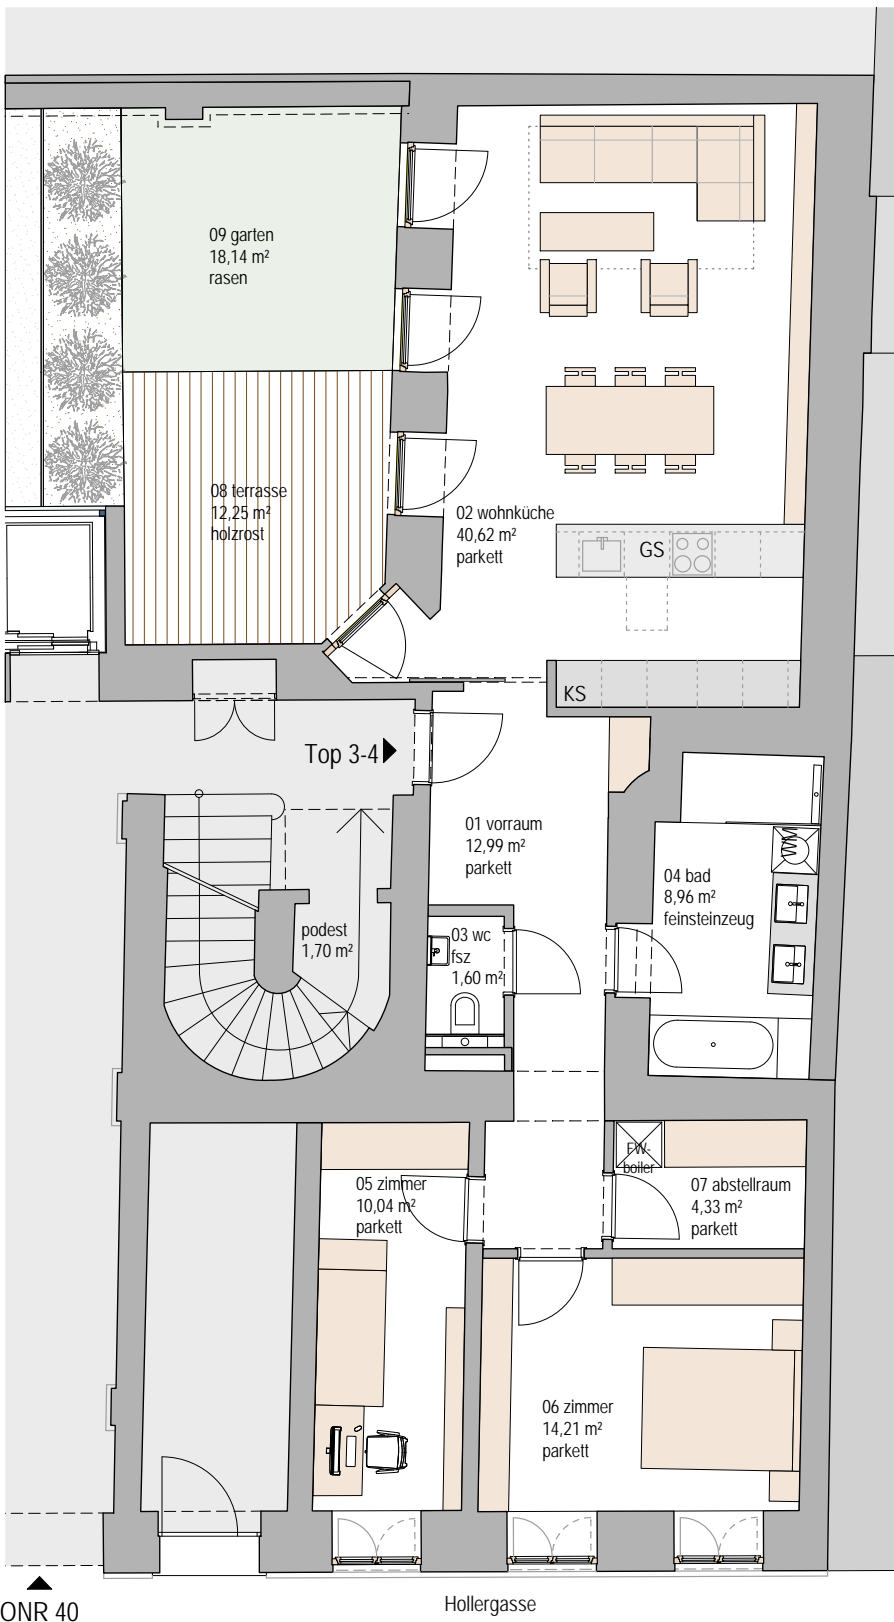 09 garten
18,14 m²
rasen
08 terrasse
12,25 m²
holzrost
02 wohnküche
40,62 m²
parkett
GS
KS
Top 3-4
01 vorraum
12,99 m²
parkett
04 bad
8,96 m²
feinsteinzeug
podest
1,70 m²
03 wc
fsz
1,60 m²
FW-
boiler
05 zimmer
10,04 m²
parkett
07 abstellraum
4,33 m²
parkett
06 zimmer
14,21 m²
parkett
ONR 40
Hollergasse